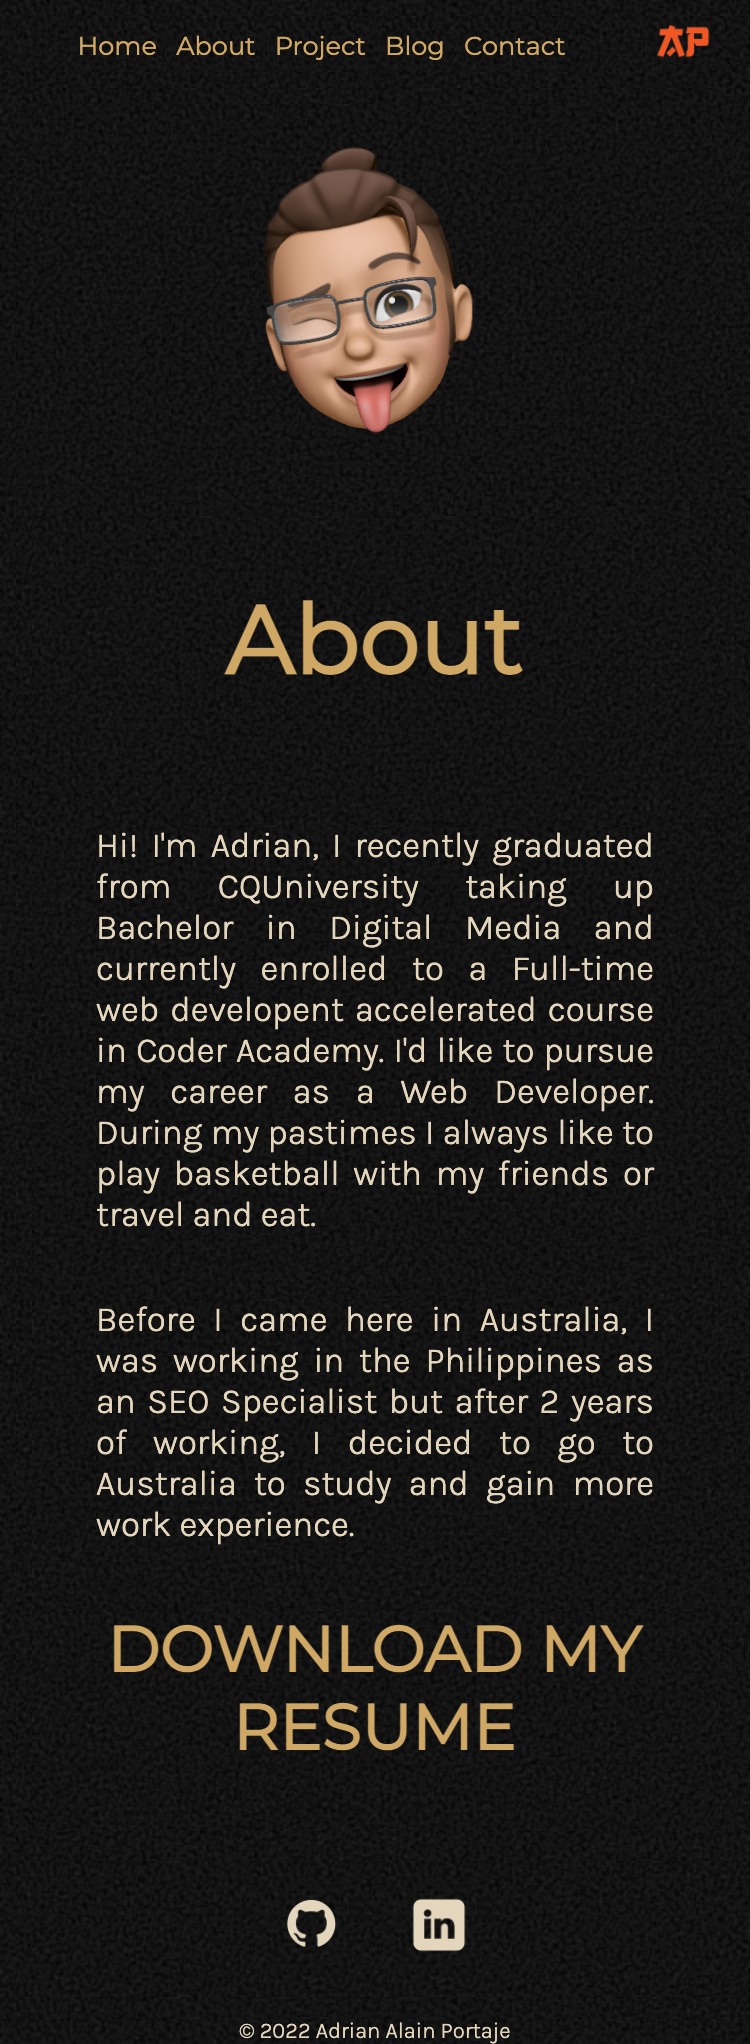 Home About Project Blog Contact AP
About
Hi! I'm Adrian, I recently graduated
from CQUniversity taking up
Bachelor in Digital Media and
currently enrolled to a Full-time
web developent accelerated course
in Coder Academy. I'd like to pursue
my career as a Web Developer.
During my pastimes I always like to
play basketball with my friends or
travel and eat.
Before I came here in Australia, I
was working in the Philippines as
an SEO Specialist but after 2 years
of working, I decided to go to
Australia to study and gain more
work experience.
DOWNLOAD MY
RESUME
in
© 2022 Adrian Alain Portaje